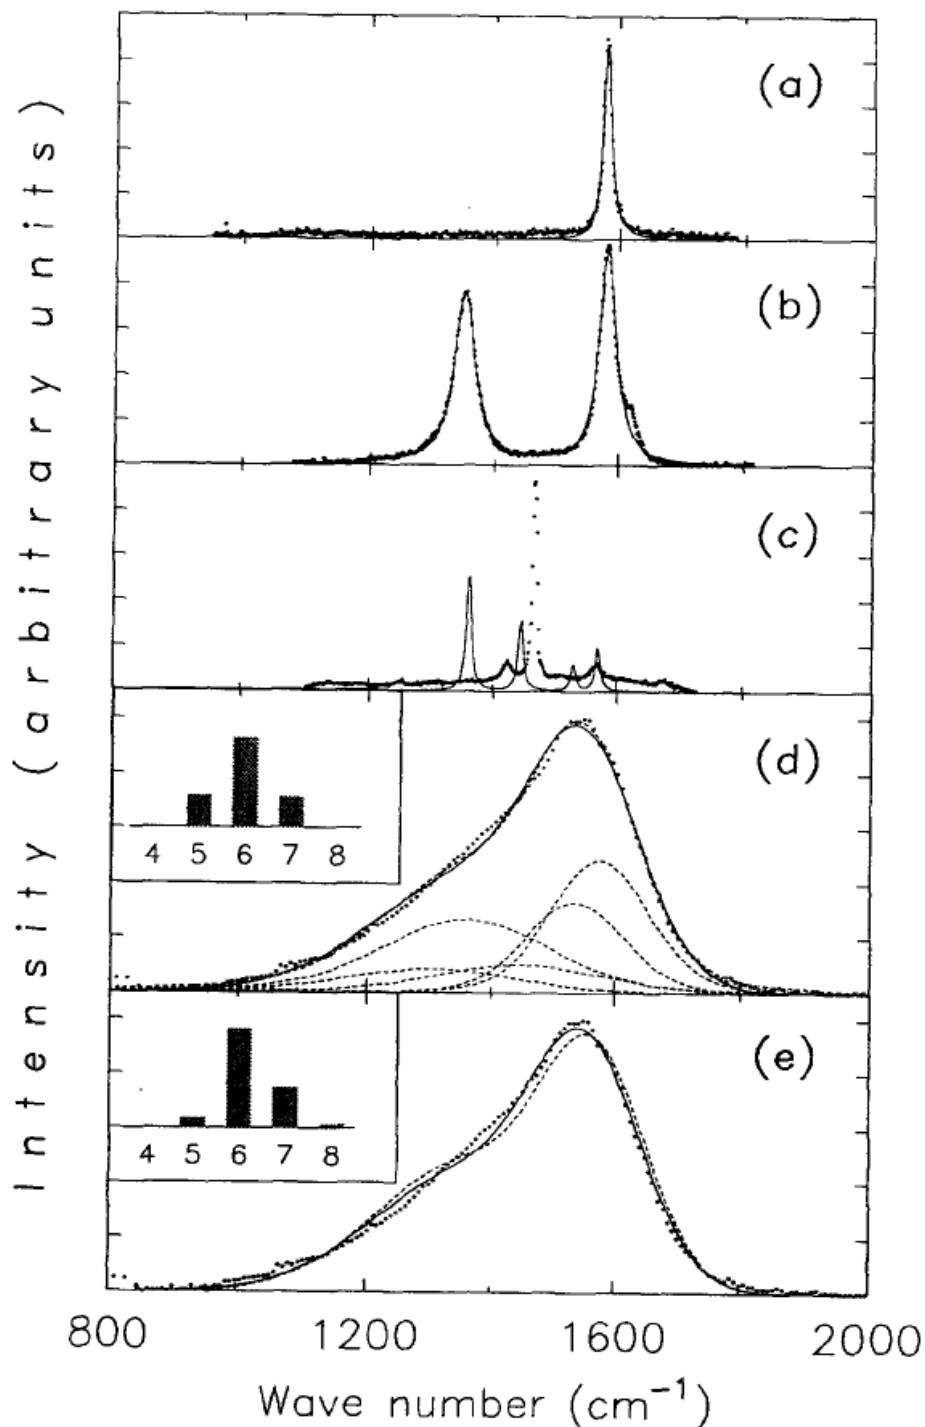 Intensity (arbitrary units)
(a)
(b)
(c)
(d)
4 5 6 7 8
(e)
4 5 6 7 8
800 1200 1600 2000
Wave number (cm⁻¹)